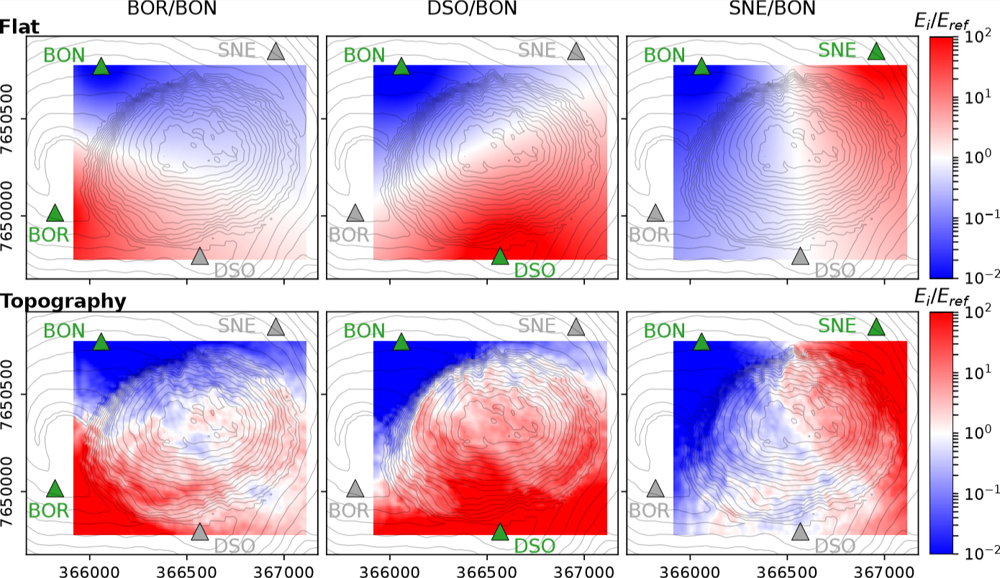 BOR/BON DSO/BON SNE/BON
Flat
E_i/E_ref
BON SNE BON SNE BON SNE
10^2
7650500
10^1
10^0
7650000
BOR BOR BOR
10^-1
DSO DSO DSO
10^-2
Topography
E_i/E_ref
BON SNE BON SNE BON SNE
10^2
7650500
10^1
10^0
7650000
BOR BOR BOR
10^-1
DSO DSO DSO
10^-2
366000 366500 367000 366000 366500 367000 366000 366500 367000